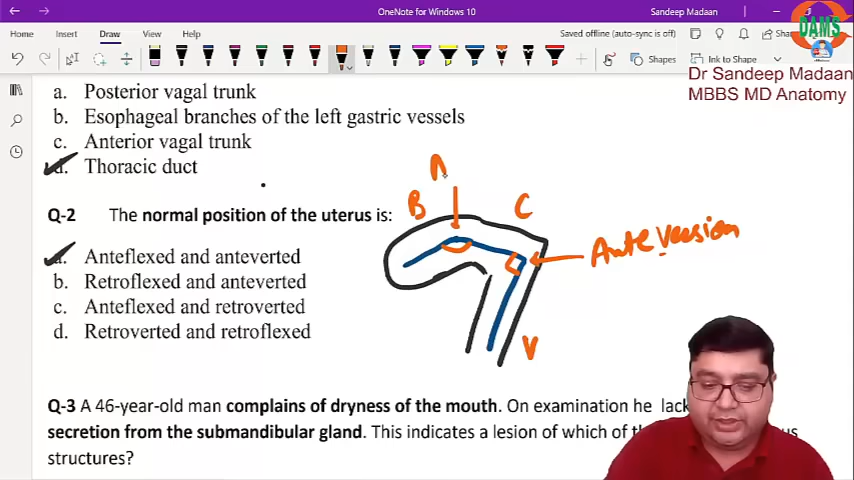 OneNote for Windows 10
Sandeep Madaan
Home Insert Draw View Help
Saved offline (auto-sync is off)
Share
Shapes Ink to Shape
DAMS
Dr Sandeep Madaan
MBBS MD Anatomy
a. Posterior vagal trunk
b. Esophageal branches of the left gastric vessels
c. Anterior vagal trunk
d. Thoracic duct
Q-2 The normal position of the uterus is:
a. Anteflexed and anteverted
b. Retroflexed and anteverted
c. Anteflexed and retroverted
d. Retroverted and retroflexed
B
C
Anteversion
V
Q-3 A 46-year-old man complains of dryness of the mouth. On examination he lack
secretion from the submandibular gland. This indicates a lesion of which of
structures?